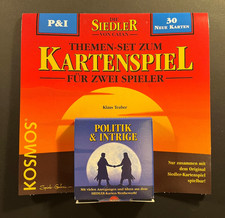 P&I
DIE
SIEDLER
VON CATAN
30
NEUE KARTEN
THEMEN-SET ZUM
KARTENSPIEL
FÜR ZWEI SPIELER
Klaus Teuber
POLITIK
& INTRIGE
KOSMOS
Nur zusammen mit
dem Original
Siedler-Kartenspiel
spielbar!